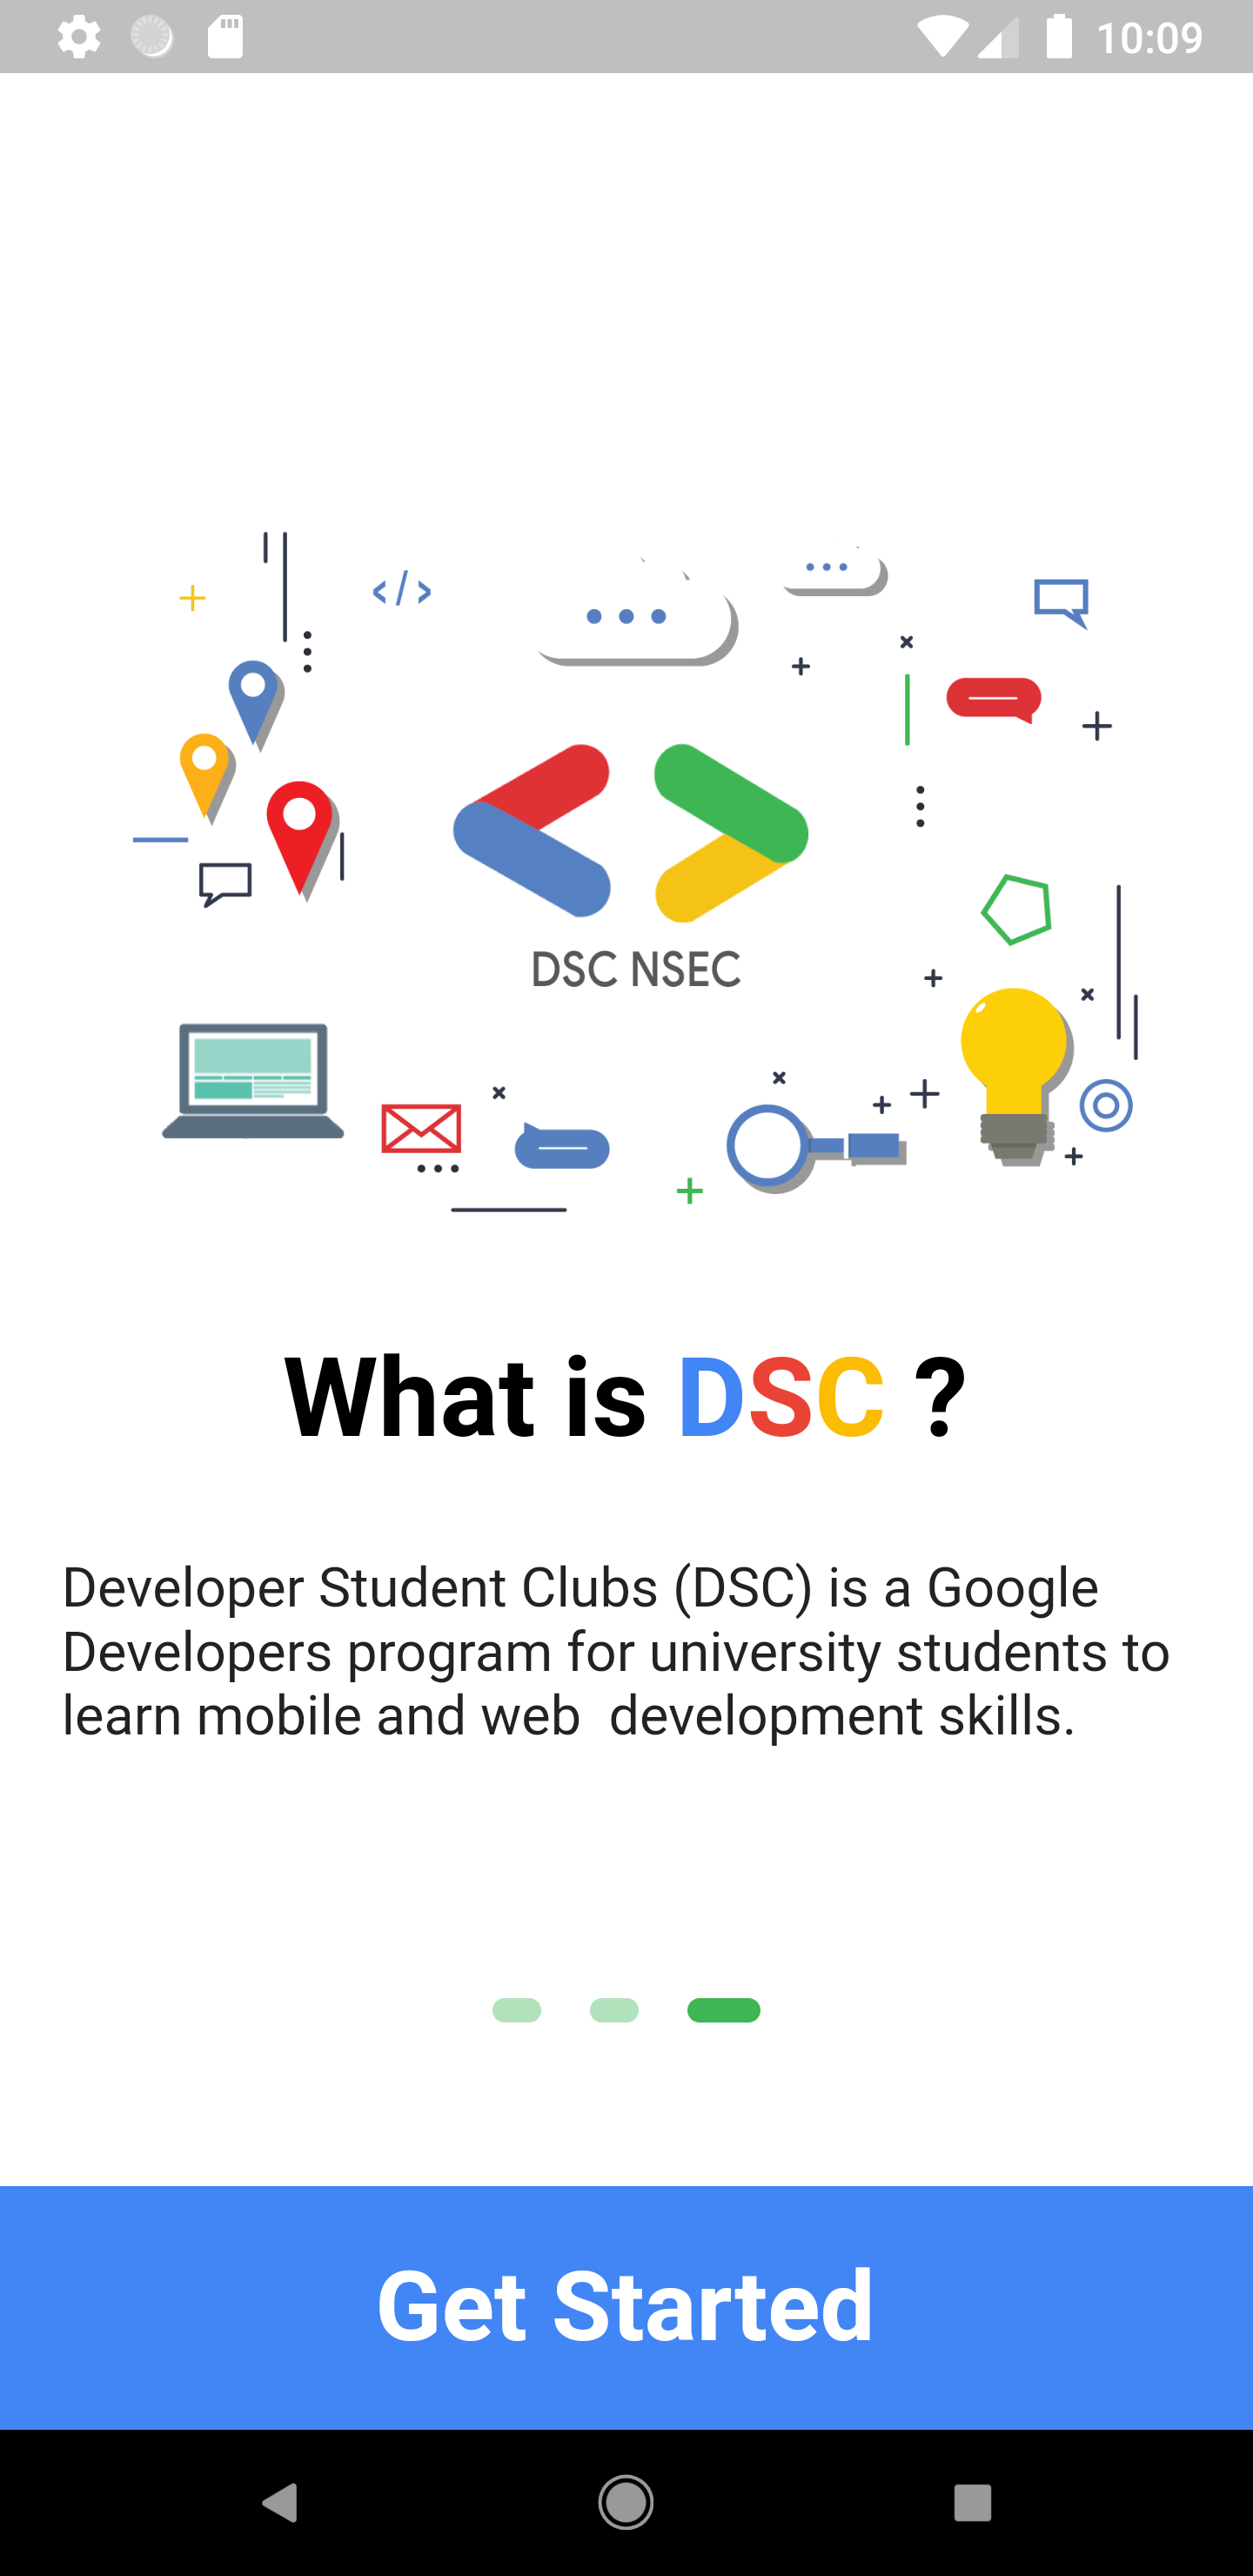 10:09
</>
DSC NSEC
What is DSC ?
Developer Student Clubs (DSC) is a Google
Developers program for university students to
learn mobile and web  development skills.
Get Started